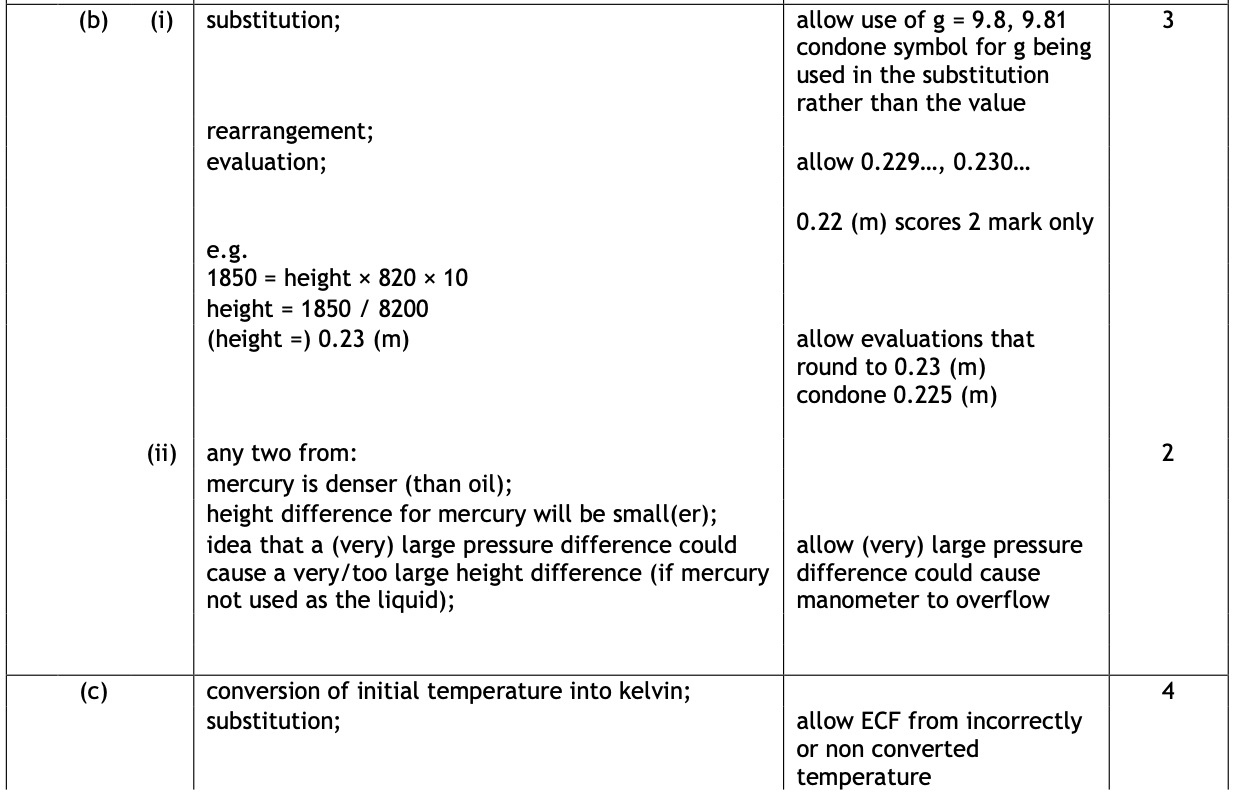 (b) (i) substitution; allow use of g = 9.8, 9.81 3
condone symbol for g being
used in the substitution
rather than the value
rearrangement;
evaluation; allow 0.229…, 0.230…
0.22 (m) scores 2 mark only
e.g.
1850 = height × 820 × 10
height = 1850 / 8200
(height =) 0.23 (m) allow evaluations that
round to 0.23 (m)
condone 0.225 (m)
(ii) any two from: 2
mercury is denser (than oil);
height difference for mercury will be small(er);
idea that a (very) large pressure difference could allow (very) large pressure
cause a very/too large height difference (if mercury difference could cause
not used as the liquid); manometer to overflow
(c) conversion of initial temperature into kelvin; 4
substitution; allow ECF from incorrectly
or non converted
temperature